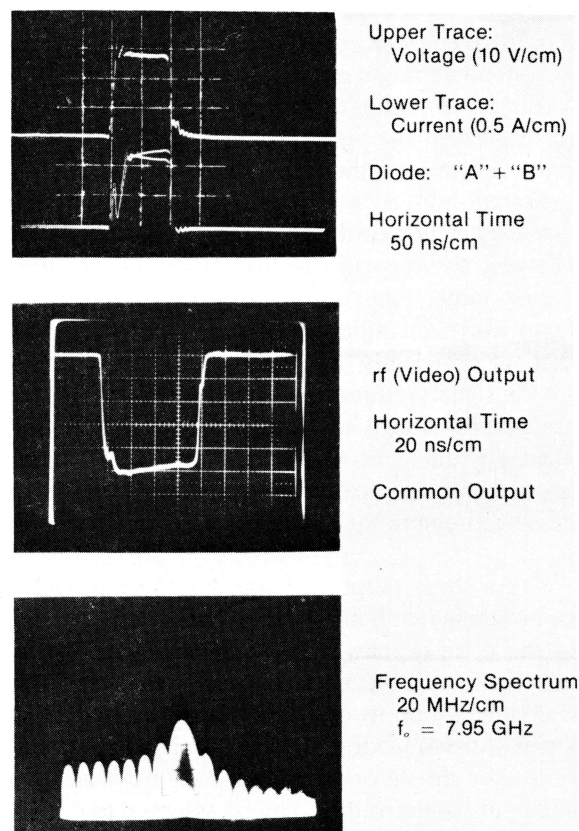 Upper Trace:
Voltage (10 V/cm)
Lower Trace:
Current (0.5 A/cm)
Diode: "A" + "B"
Horizontal Time
50 ns/cm
rf (Video) Output
Horizontal Time
20 ns/cm
Common Output
Frequency Spectrum
20 MHz/cm
fₒ = 7.95 GHz